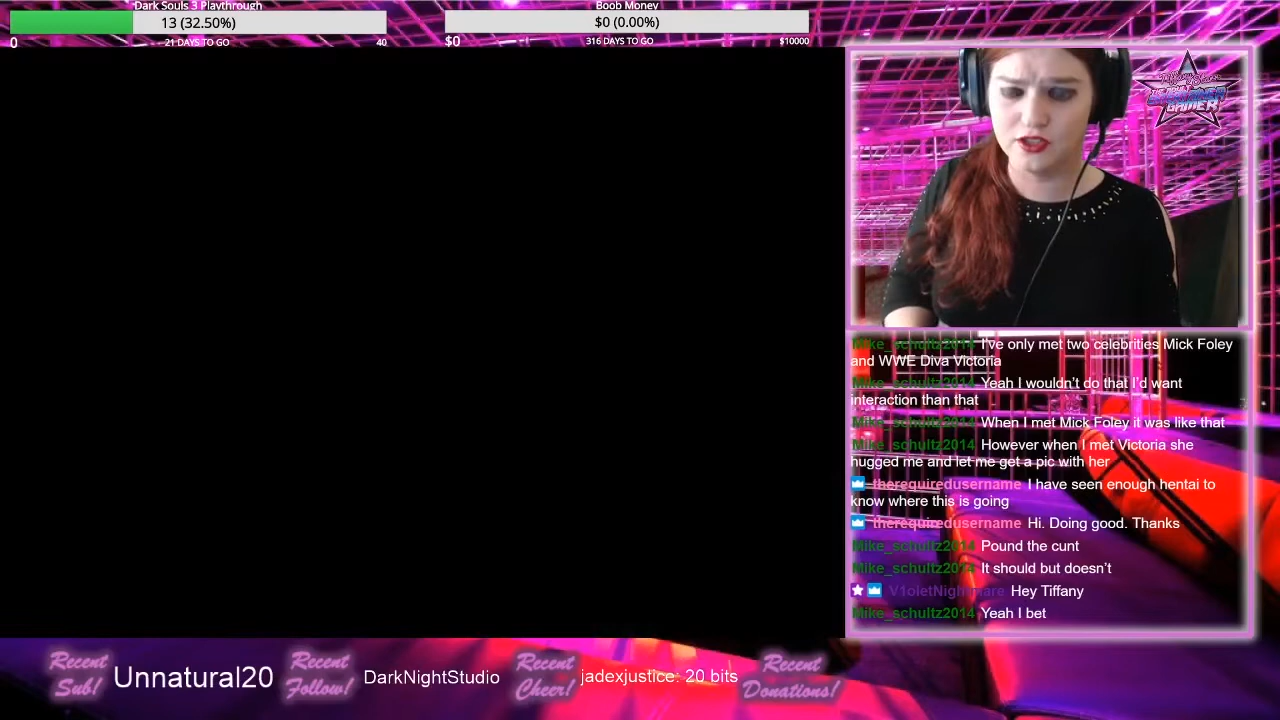 Dark Souls 3 Playthrough
13 (32.50%)
0
21 DAYS TO GO
40
Boob Money
$0 (0.00%)
$0
316 DAYS TO GO
$10000
GAMER
Mike_schultz2014 I've only met two celebrities Mick Foley
and WWE Diva Victoria
Mike_schultz2014 Yeah I wouldn't do that I'd want
interaction than that
Mike_schultz2014 When I met Mick Foley it was like that
Mike_schultz2014 However when I met Victoria she
hugged me and let me get a pic with her
therequiredusername I have seen enough hentai to
know where this is going
therequiredusername Hi. Doing good. Thanks
Mike_schultz2014 Pound the cunt
Mike_schultz2014 It should but doesn't
V1oletNightmare Hey Tiffany
Mike_schultz2014 Yeah I bet
Recent
Sub!
Unnatural20
Recent
Follow!
DarkNightStudio
Recent
Cheer!
jadexjustice: 20 bits
Recent
Donations!